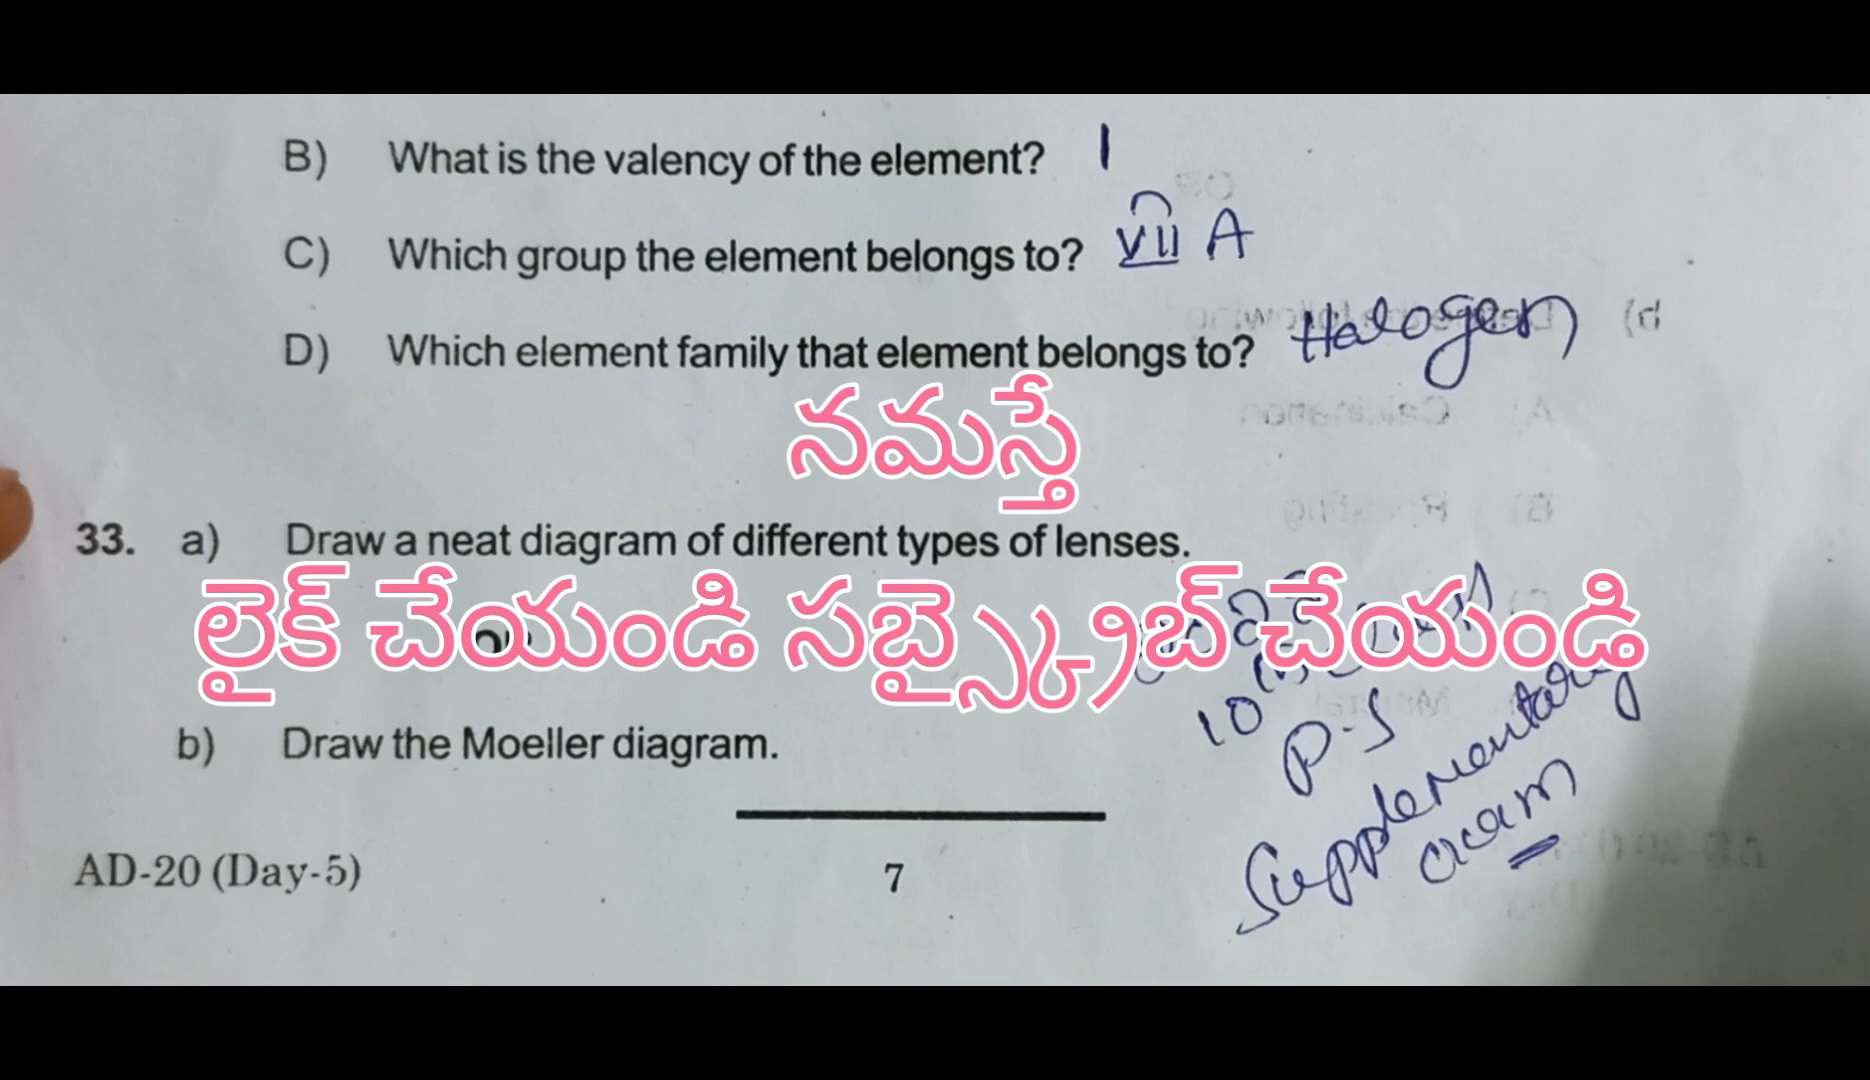 B) What is the valency of the element? 1
C) Which group the element belongs to? VII A
D) Which element family that element belongs to? Halogen
నమస్తే
33. a) Draw a neat diagram of different types of lenses.
లైక్ చేయండి సబ్స్క్రైబ్ చేయండి
10
P.S
b) Draw the Moeller diagram.
Supplementary
AD-20 (Day-5)
7